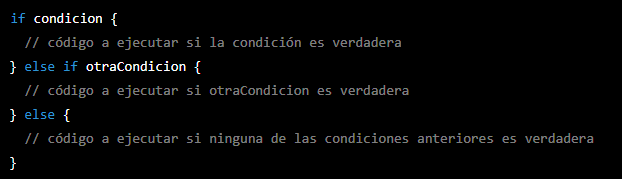 if condicion {
  // código a ejecutar si la condición es verdadera
} else if otraCondicion {
  // código a ejecutar si otraCondicion es verdadera
} else {
  // código a ejecutar si ninguna de las condiciones anteriores es verdadera
}